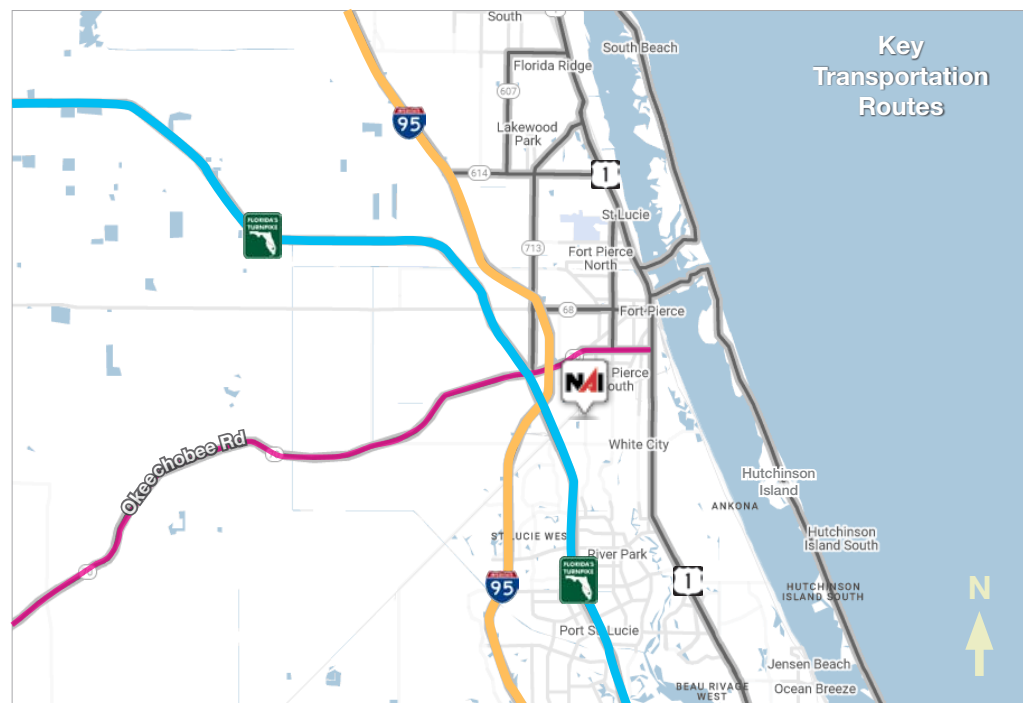 South
South Beach
Key
Transportation
Routes
Florida Ridge
607
95
Lakewood
Park
614
1
St Lucie
FLORIDA'S
TURNPIKE
713
Fort Pierce
North
68
Fort Pierce
NAI
Pierce
outh
Okeechobee Rd
White City
Hutchinson
Island
ANKONA
ST LUCIE WES
Hutchinson
Island South
River Park
FLORIDA'S
TURNPIKE
95
1
HUTCHINSON
ISLAND SOUTH
N
Port St Lucie
Jensen Beach
BEAU RIVAGE
WEST
Ocean Breeze